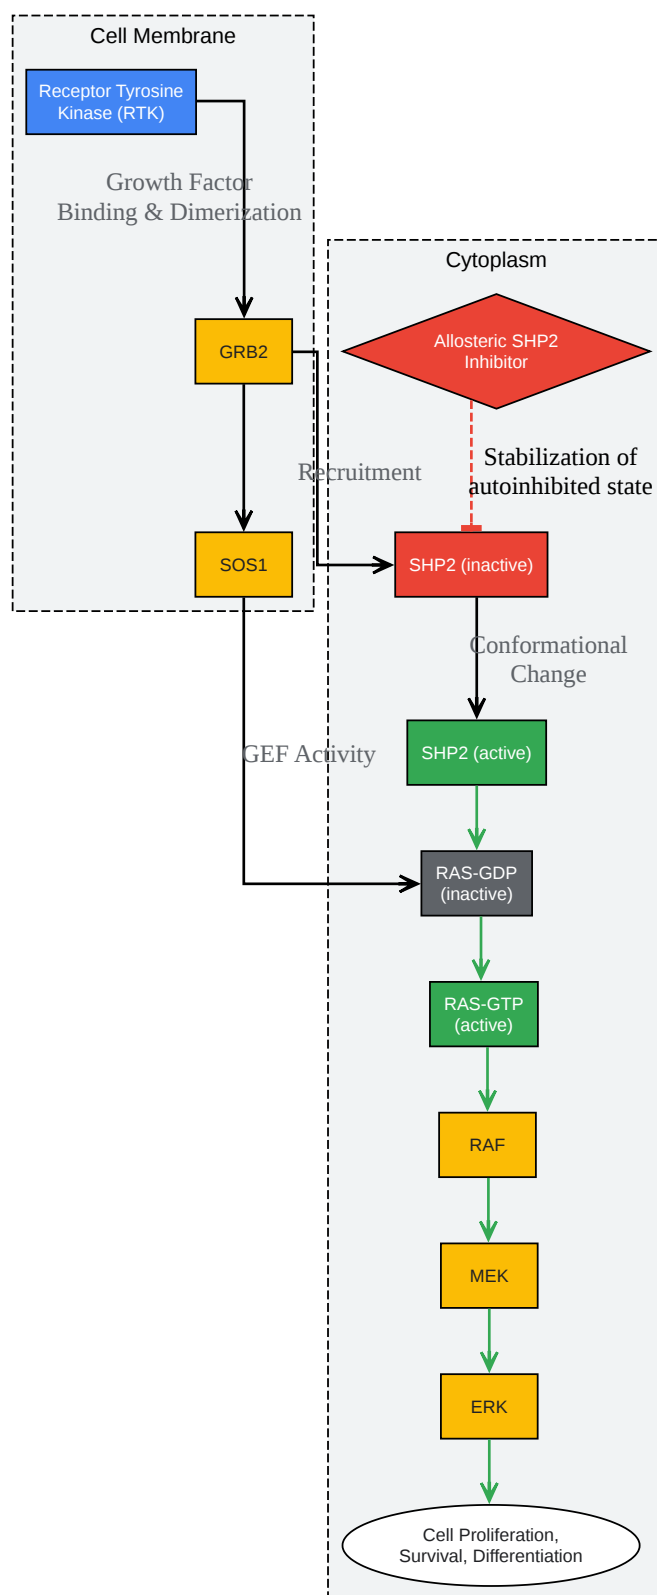 Cell Membrane
Receptor Tyrosine
Kinase (RTK)
Growth Factor
Binding & Dimerization
Cytoplasm
Allosteric SHP2
Inhibitor
GRB2
Recruitment
Stabilization of
autoinhibited state
SOS1
SHP2 (inactive)
Conformational
Change
GEF Activity
SHP2 (active)
RAS-GDP
(inactive)
RAS-GTP
(active)
RAF
MEK
ERK
Cell Proliferation,
Survival, Differentiation